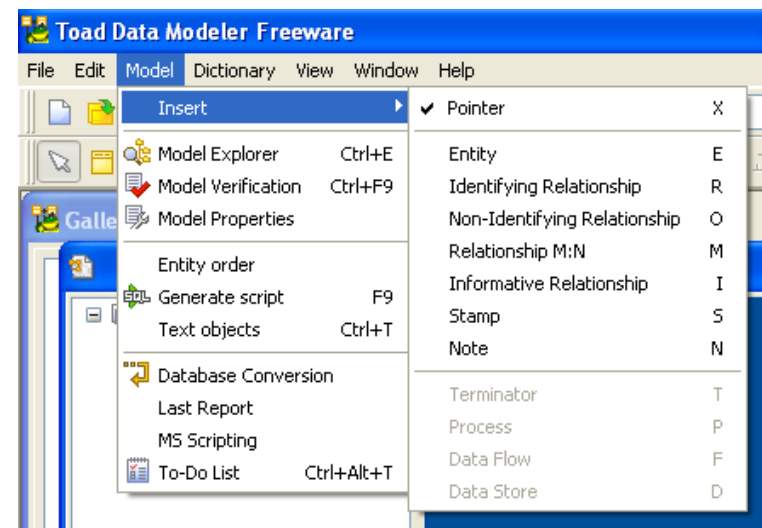 Toad Data Modeler Freeware
File Edit Model Dictionary View Window Help
Insert
Model Explorer Ctrl+E
Model Verification Ctrl+F9
Model Properties
Entity order
Generate script F9
Text objects Ctrl+T
Database Conversion
Last Report
MS Scripting
To-Do List Ctrl+Alt+T
Pointer X
Entity E
Identifying Relationship R
Non-Identifying Relationship O
Relationship M:N M
Informative Relationship I
Stamp S
Note N
Terminator T
Process P
Data Flow F
Data Store D